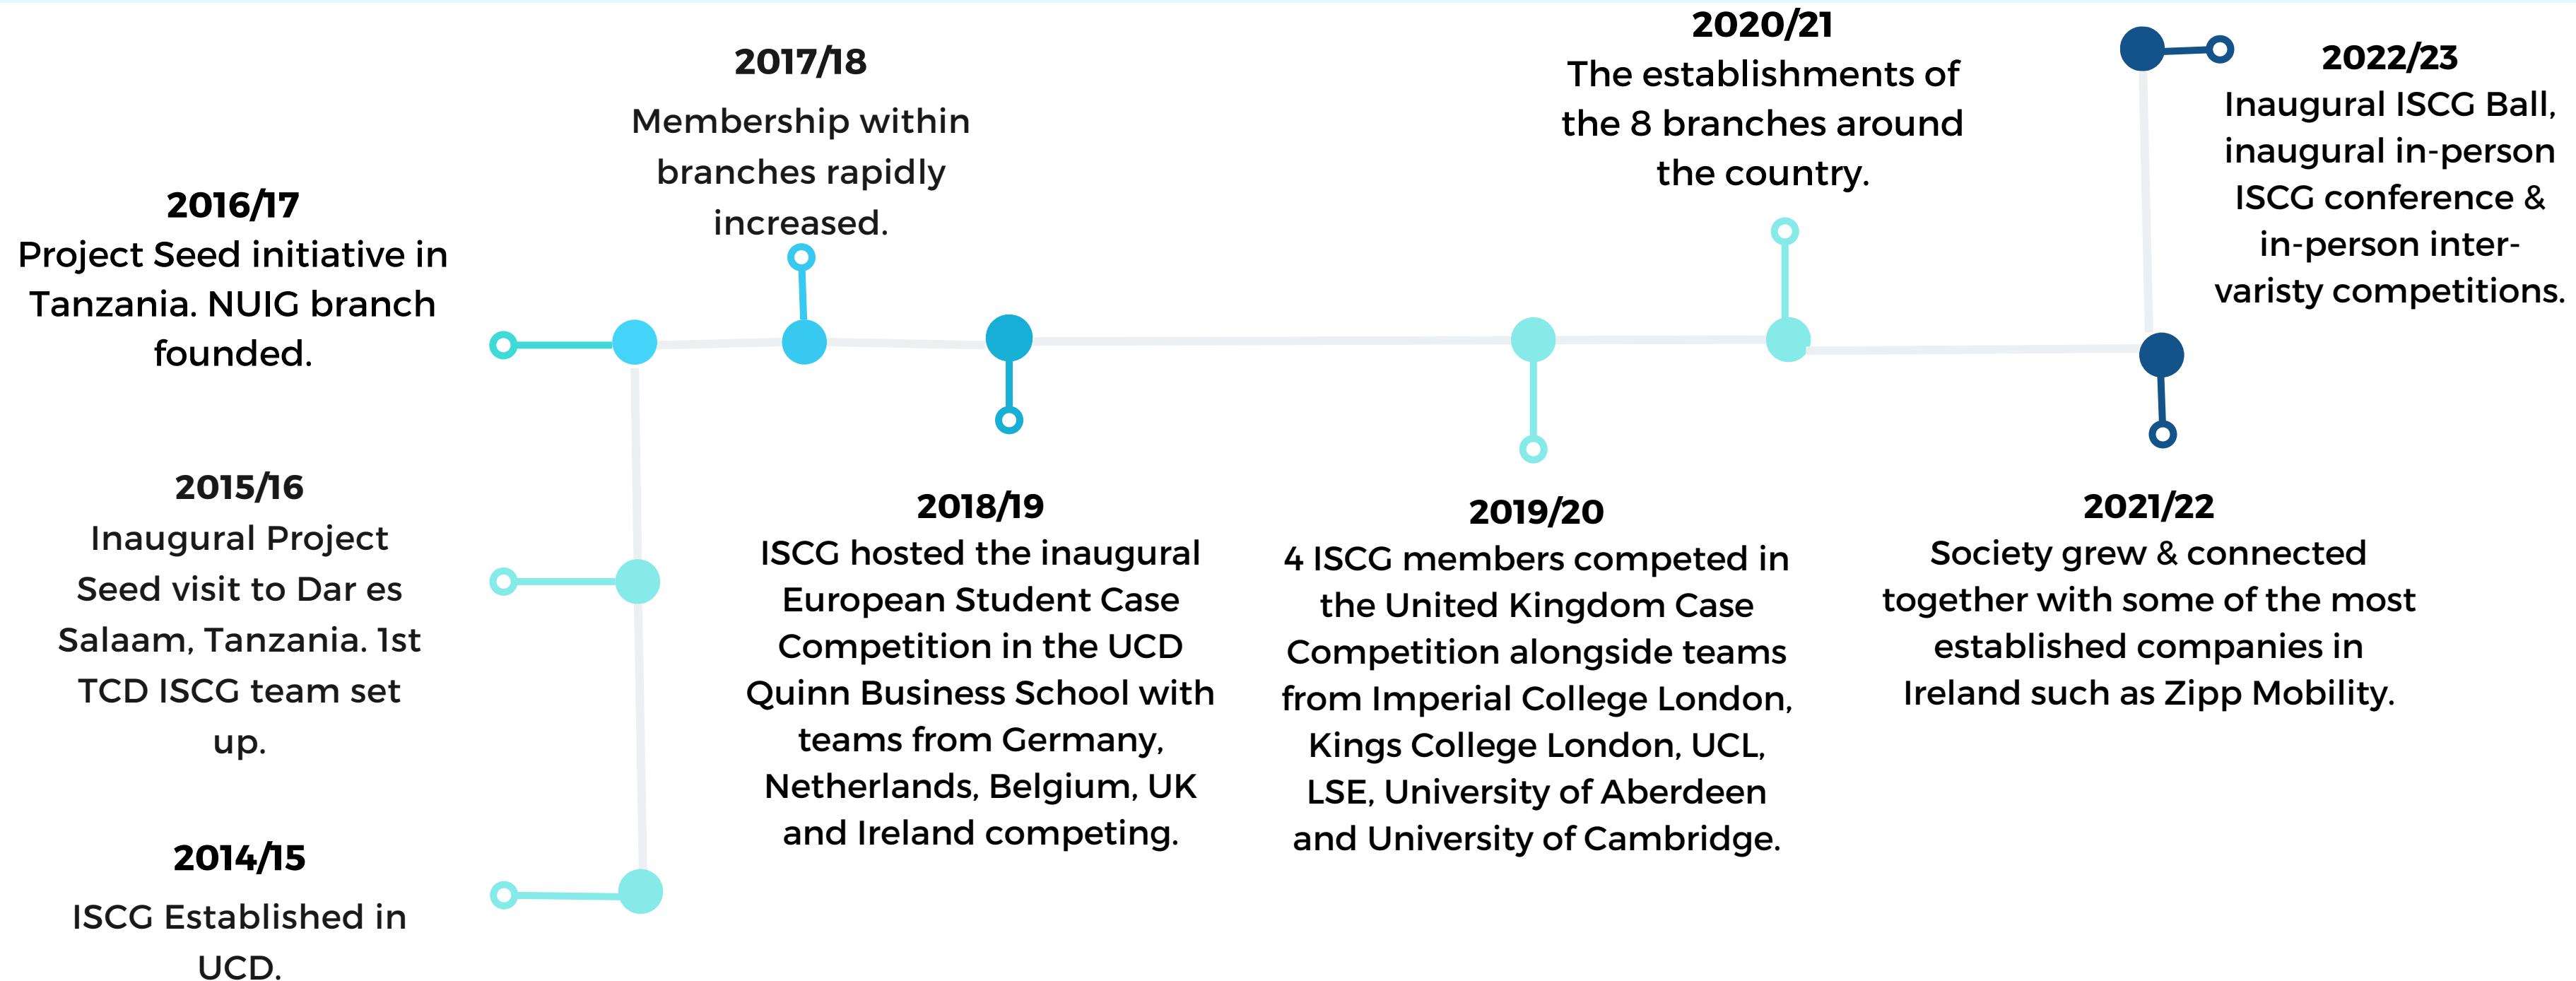 2014/15
ISCG Established in
UCD.
2015/16
Inaugural Project
Seed visit to Dar es
Salaam, Tanzania. 1st
TCD ISCG team set
up.
2016/17
Project Seed initiative in
Tanzania. NUIG branch
founded.
2017/18
Membership within
branches rapidly
increased.
2018/19
ISCG hosted the inaugural
European Student Case
Competition in the UCD
Quinn Business School with
teams from Germany,
Netherlands, Belgium, UK
and Ireland competing.
2019/20
4 ISCG members competed in
the United Kingdom Case
Competition alongside teams
from Imperial College London,
Kings College London, UCL,
LSE, University of Aberdeen
and University of Cambridge.
2020/21
The establishments of
the 8 branches around
the country.
2021/22
Society grew & connected
together with some of the most
established companies in
Ireland such as Zipp Mobility.
2022/23
Inaugural ISCG Ball,
inaugural in-person
ISCG conference &
in-person inter-
varisty competitions.